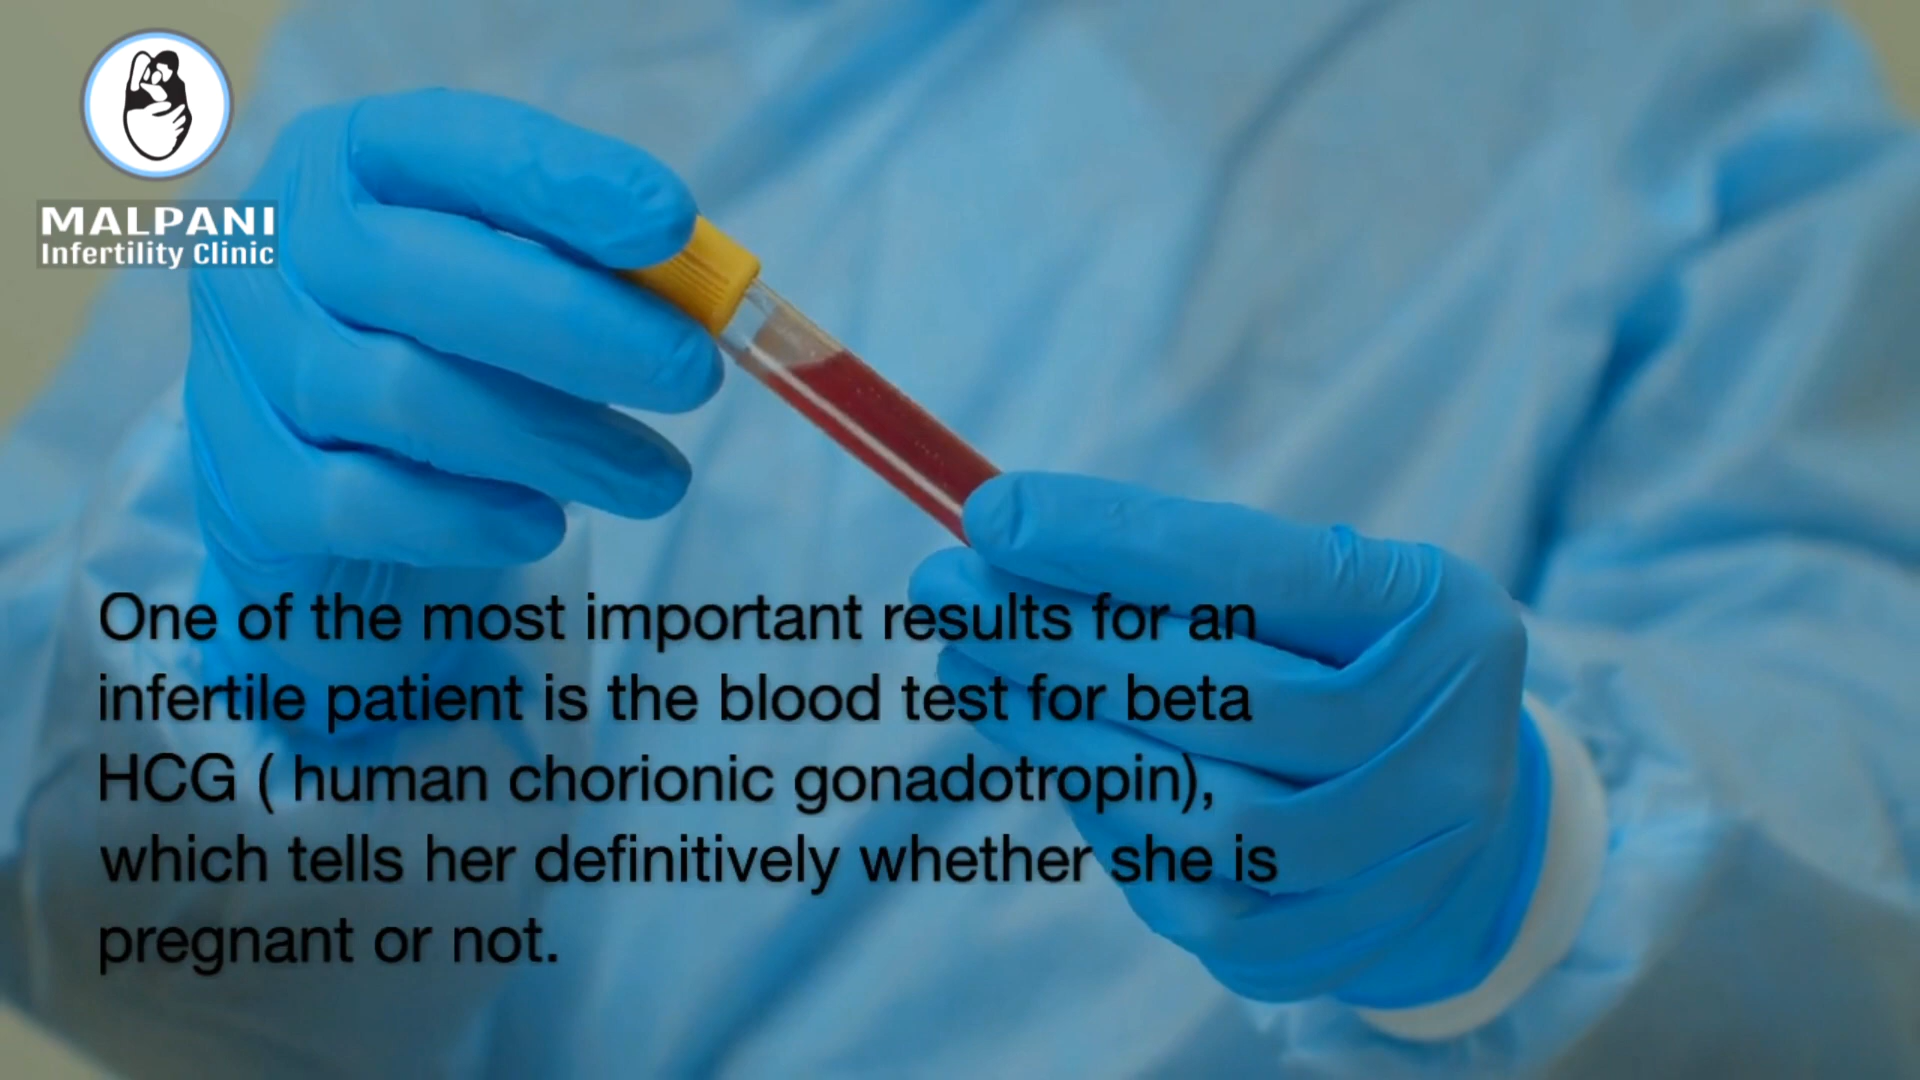 MALPANI
Infertility Clinic
One of the most important results for an
infertile patient is the blood test for beta
HCG ( human chorionic gonadotropin),
which tells her definitively whether she is
pregnant or not.